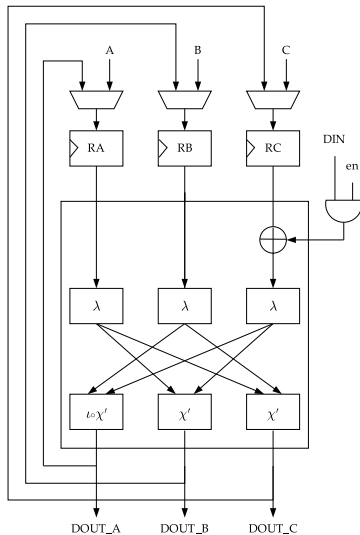 A B C
RA RB RC
DIN
en
λ λ λ
ι∘χ′ χ′ χ′
DOUT_A DOUT_B DOUT_C